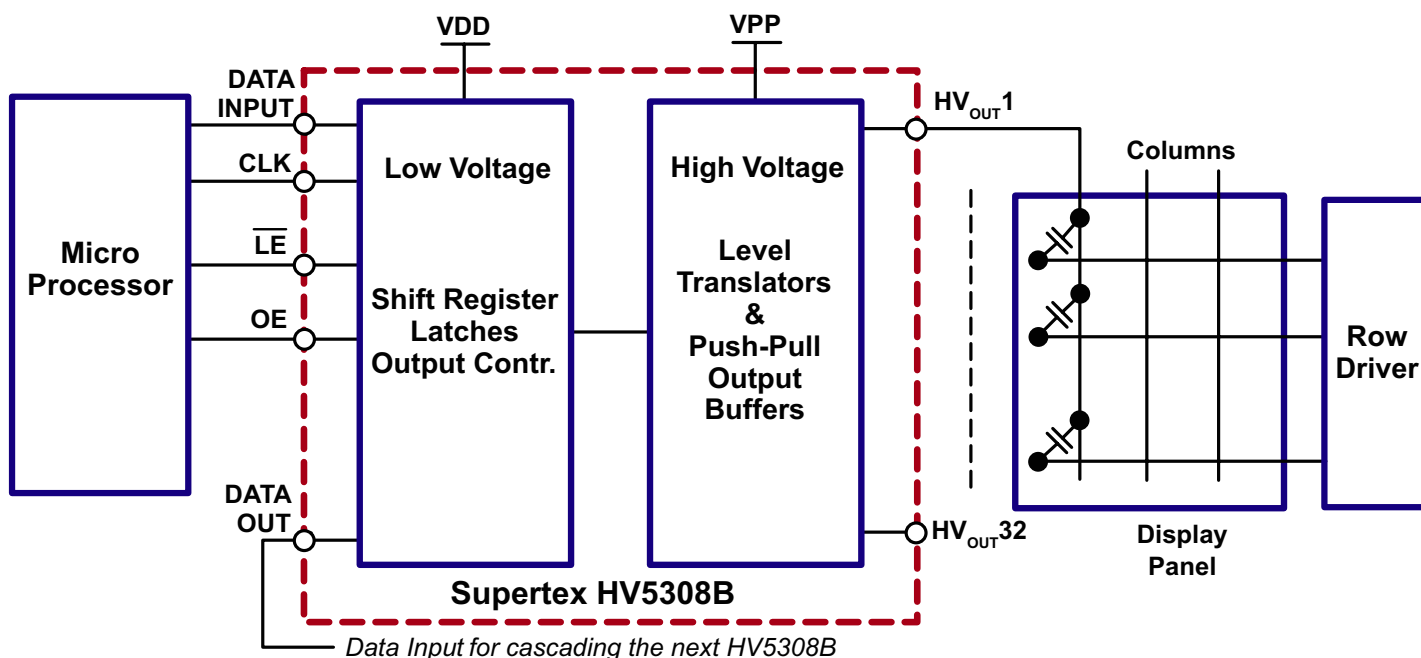 VDD
VPP
DATA
INPUT
CLK
LE
OE
DATA
OUT
Micro
Processor
Low Voltage
Shift Register
Latches
Output Contr.
High Voltage
Level
Translators
&
Push-Pull
Output
Buffers
HVOUT1
HVOUT32
Columns
Row
Driver
Display
Panel
Supertex HV5308B
Data Input for cascading the next HV5308B